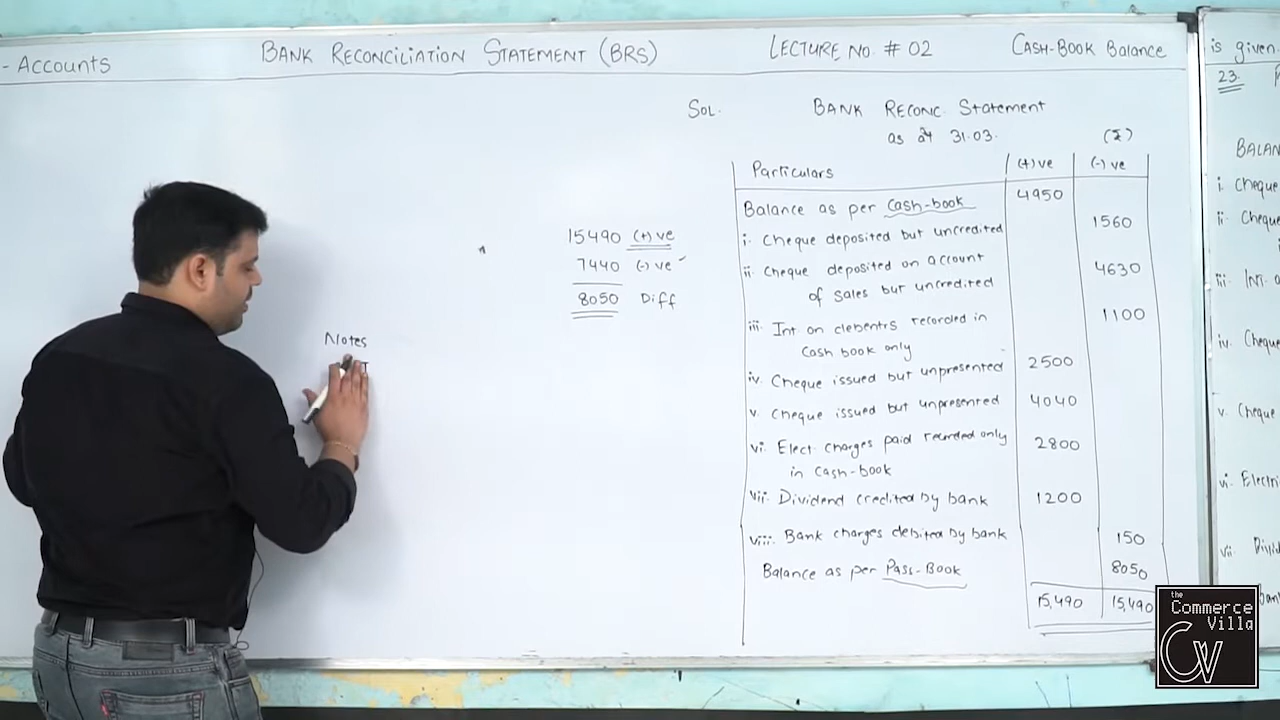 - Accounts
BANK RECONCILIATION STATEMENT (BRS)
LECTURE NO. # 02
CASH-BOOK Balance
SOL.
BANK RECONC. Statement
as at 31.03.
(₹)
Particulars (+)ve (-)ve
Balance as per Cash-book 4950
i. Cheque deposited but uncredited 1560
ii. Cheque deposited on account 4630
of sales but uncredited
iii. Int on debentrs recorded in 1100
Cash book only
iv. Cheque issued but unpresented 2500
v. Cheque issued but unpresented 4040
vi. Elect. charges paid recorded only 2800
in Cash-book
vii. Dividend credited by bank 1200
viii. Bank charges debited by bank 150
Balance as per Pass-Book 8050
15,490 15,490
15490 (+)ve
7440 (-)ve
8050 Diff
Notes
is given
23.
BALAN
i. Cheque
ii. Cheque
iii. Int.
iv. Cheque
v. Cheque
vi. Electri
vii. Divid
the
Commerce
Villa
CV